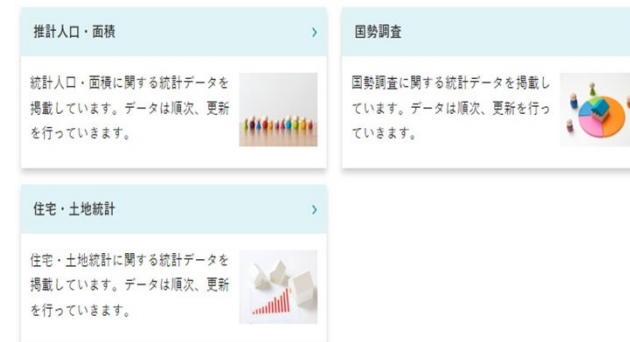 推計人口・面積
統計人口・面積に関する統計データを
掲載しています。データは順次、更新
を行っていきます。
国勢調査
国勢調査に関する統計データを掲載し
ています。データは順次、更新を行っ
ていきます。
住宅・土地統計
住宅・土地統計に関する統計データを
掲載しています。データは順次、更新
を行っていきます。